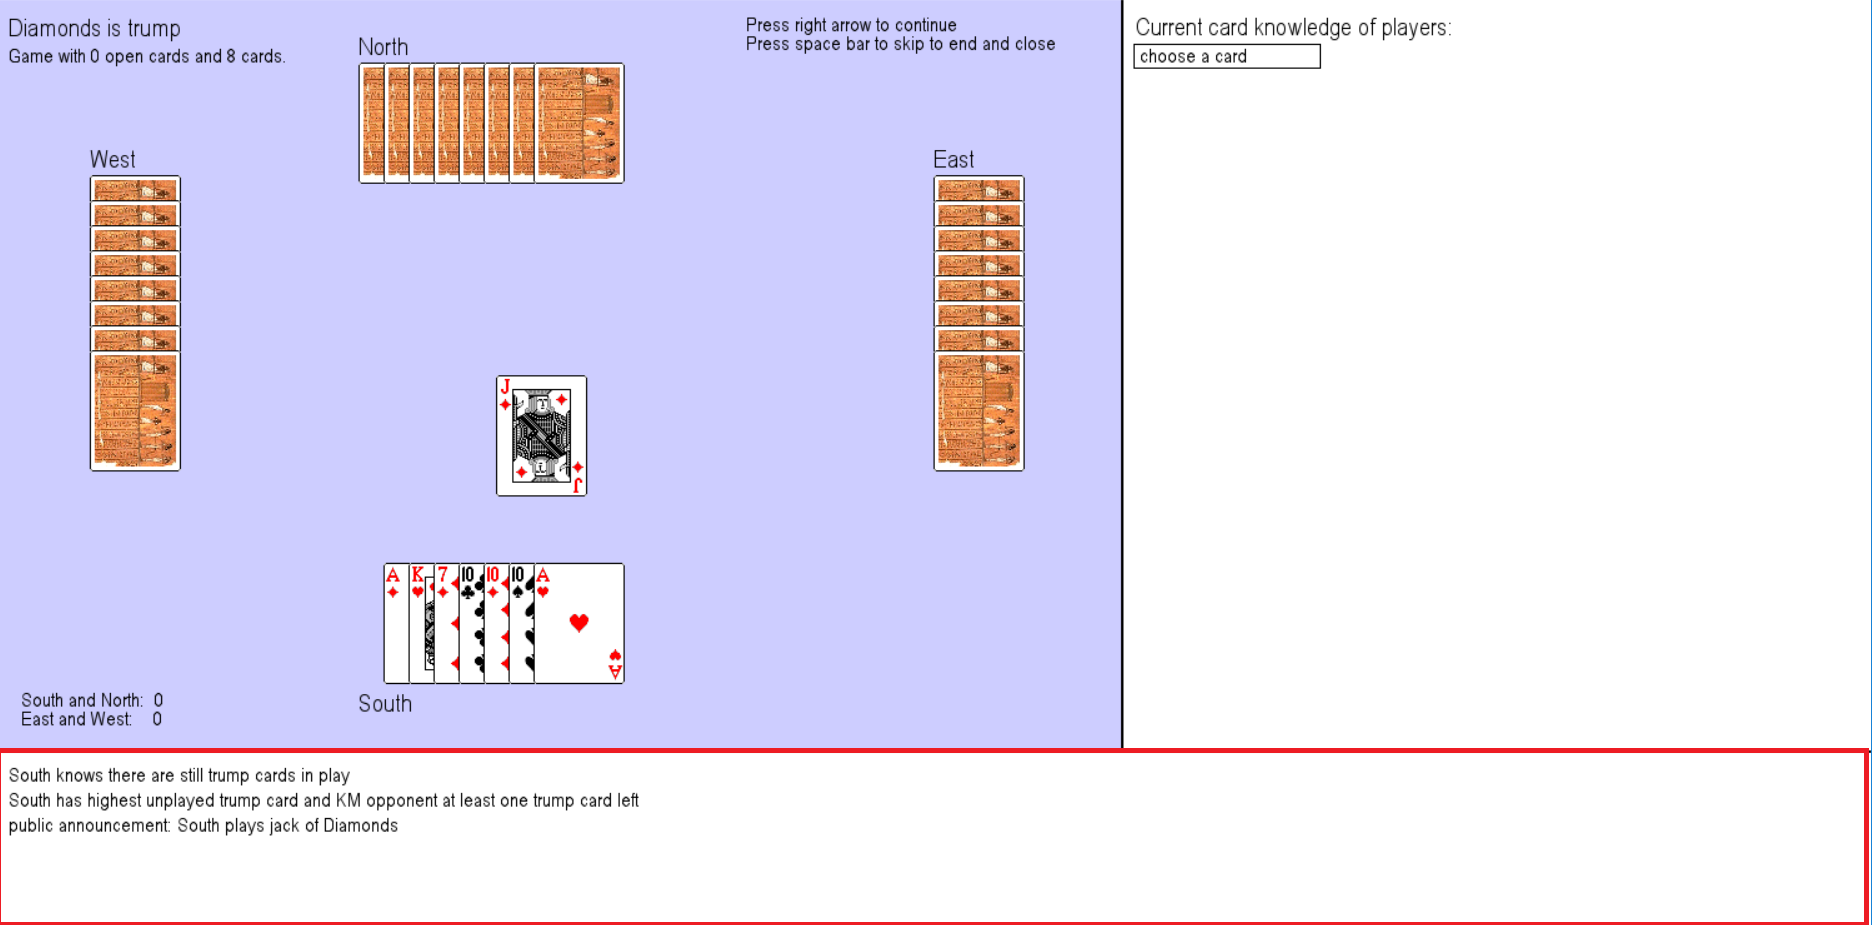 Diamonds is trump
Game with 0 open cards and 8 cards.
North
Press right arrow to continue
Press space bar to skip to end and close
Current card knowledge of players:
choose a card
West
East
J
J
A
K
7
10
10
10
A
A
South and North: 0
East and West: 0
South
South knows there are still trump cards in play
South has highest unplayed trump card and KM opponent at least one trump card left
public announcement: South plays jack of Diamonds